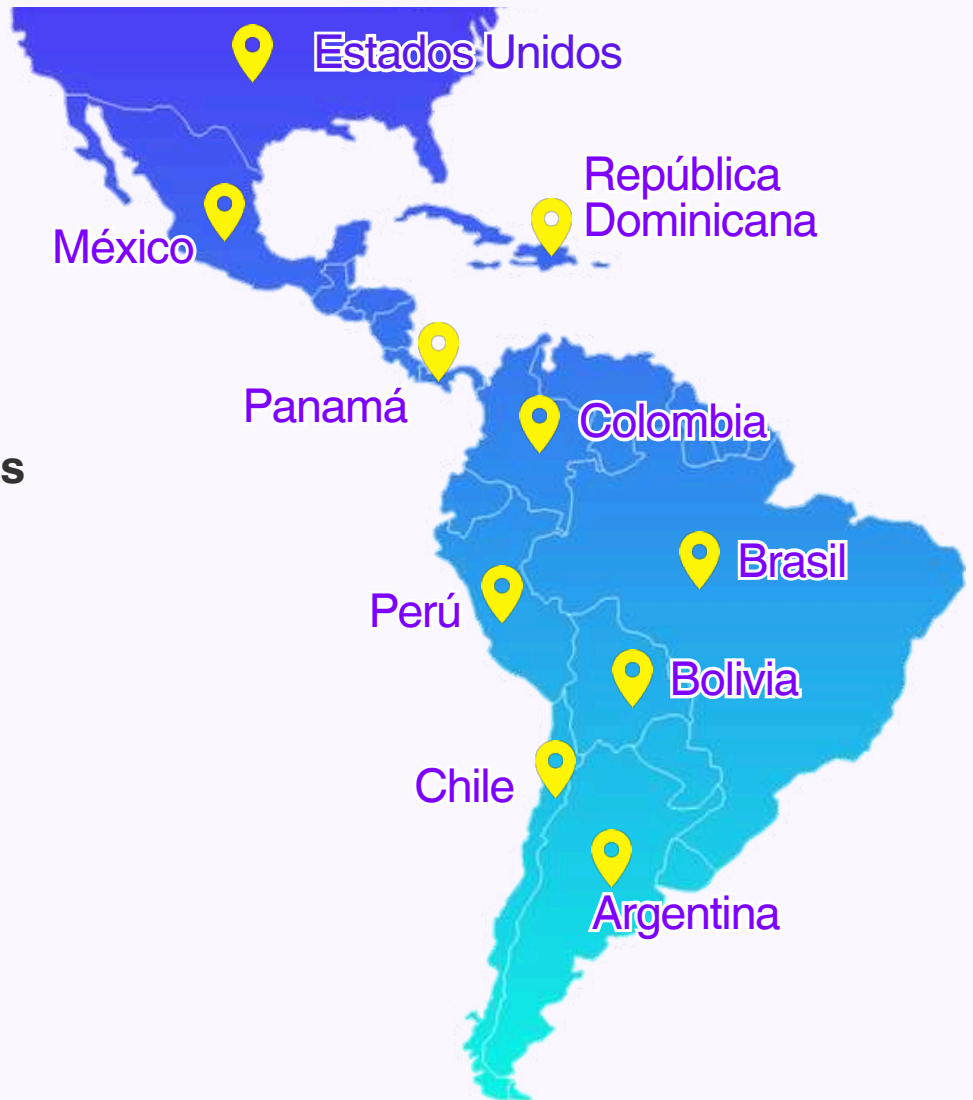 Estados Unidos
República
Dominicana
México
Panamá
Colombia
s
Brasil
Perú
Bolivia
Chile
Argentina